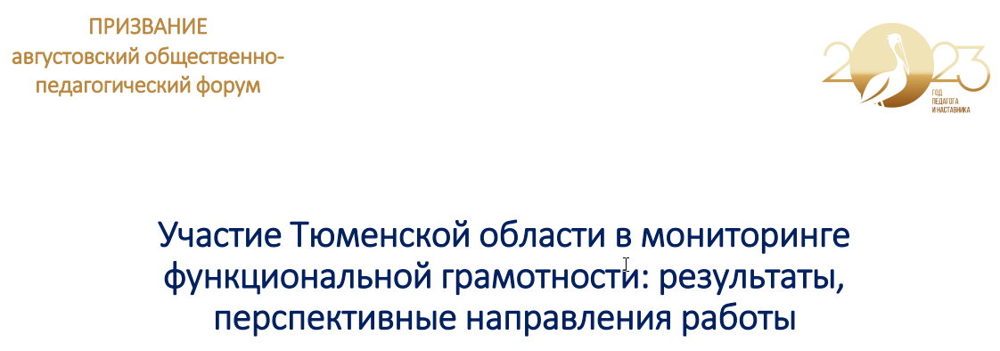 ПРИЗВАНИЕ
августовский общественно-
педагогический форум
2023
ГОД
ПЕДАГОГА
И НАСТАВНИКА
Участие Тюменской области в мониторинге
функциональной грамотности: результаты,
перспективные направления работы